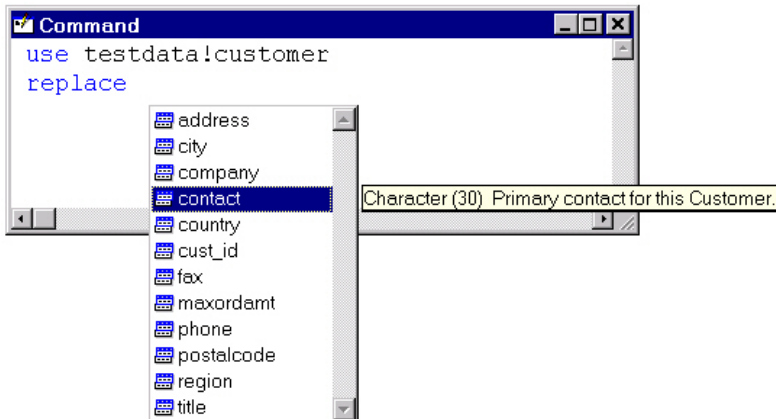 Command
use testdata!customer
replace
address
city
company
contact
Character (30) Primary contact for this Customer.
country
cust_id
fax
maxordamt
phone
postalcode
region
title